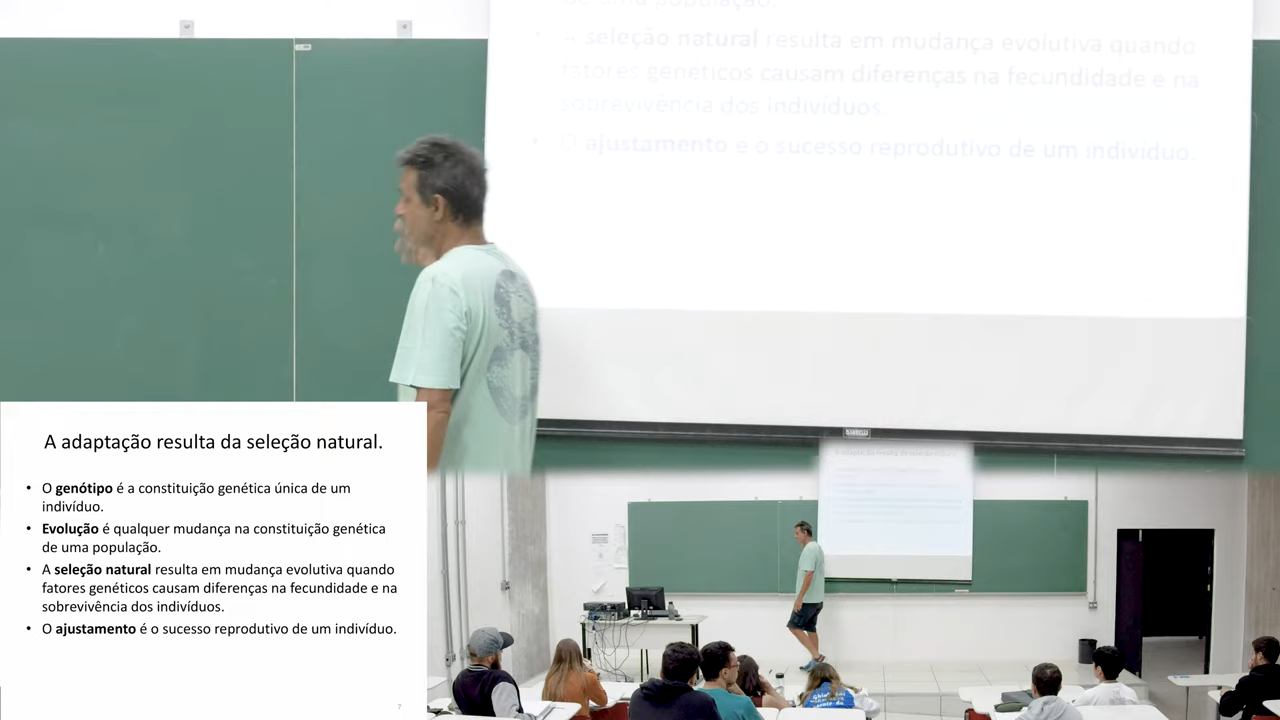 de uma população.
A seleção natural resulta em mudança evolutiva quando
fatores genéticos causam diferenças na fecundidade e na
sobrevivência dos indivíduos.
O ajustamento é o sucesso reprodutivo de um indivíduo.
A adaptação resulta da seleção natural.
• O genótipo é a constituição genética única de um
indivíduo.
• Evolução é qualquer mudança na constituição genética
de uma população.
• A seleção natural resulta em mudança evolutiva quando
fatores genéticos causam diferenças na fecundidade e na
sobrevivência dos indivíduos.
• O ajustamento é o sucesso reprodutivo de um indivíduo.
7